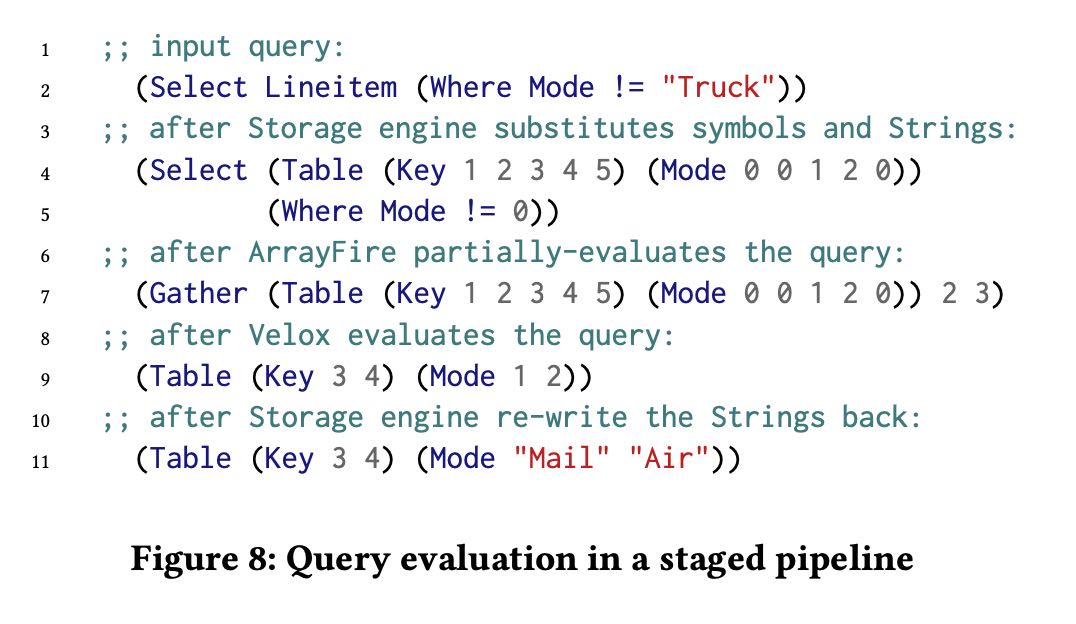 1 ;; input query:
2 (Select Lineitem (Where Mode != "Truck"))
3 ;; after Storage engine substitutes symbols and Strings:
4 (Select (Table (Key 1 2 3 4 5) (Mode 0 0 1 2 0))
5 (Where Mode != 0))
6 ;; after ArrayFire partially-evaluates the query:
7 (Gather (Table (Key 1 2 3 4 5) (Mode 0 0 1 2 0)) 2 3)
8 ;; after Velox evaluates the query:
9 (Table (Key 3 4) (Mode 1 2))
10 ;; after Storage engine re-write the Strings back:
11 (Table (Key 3 4) (Mode "Mail" "Air"))
Figure 8: Query evaluation in a staged pipeline